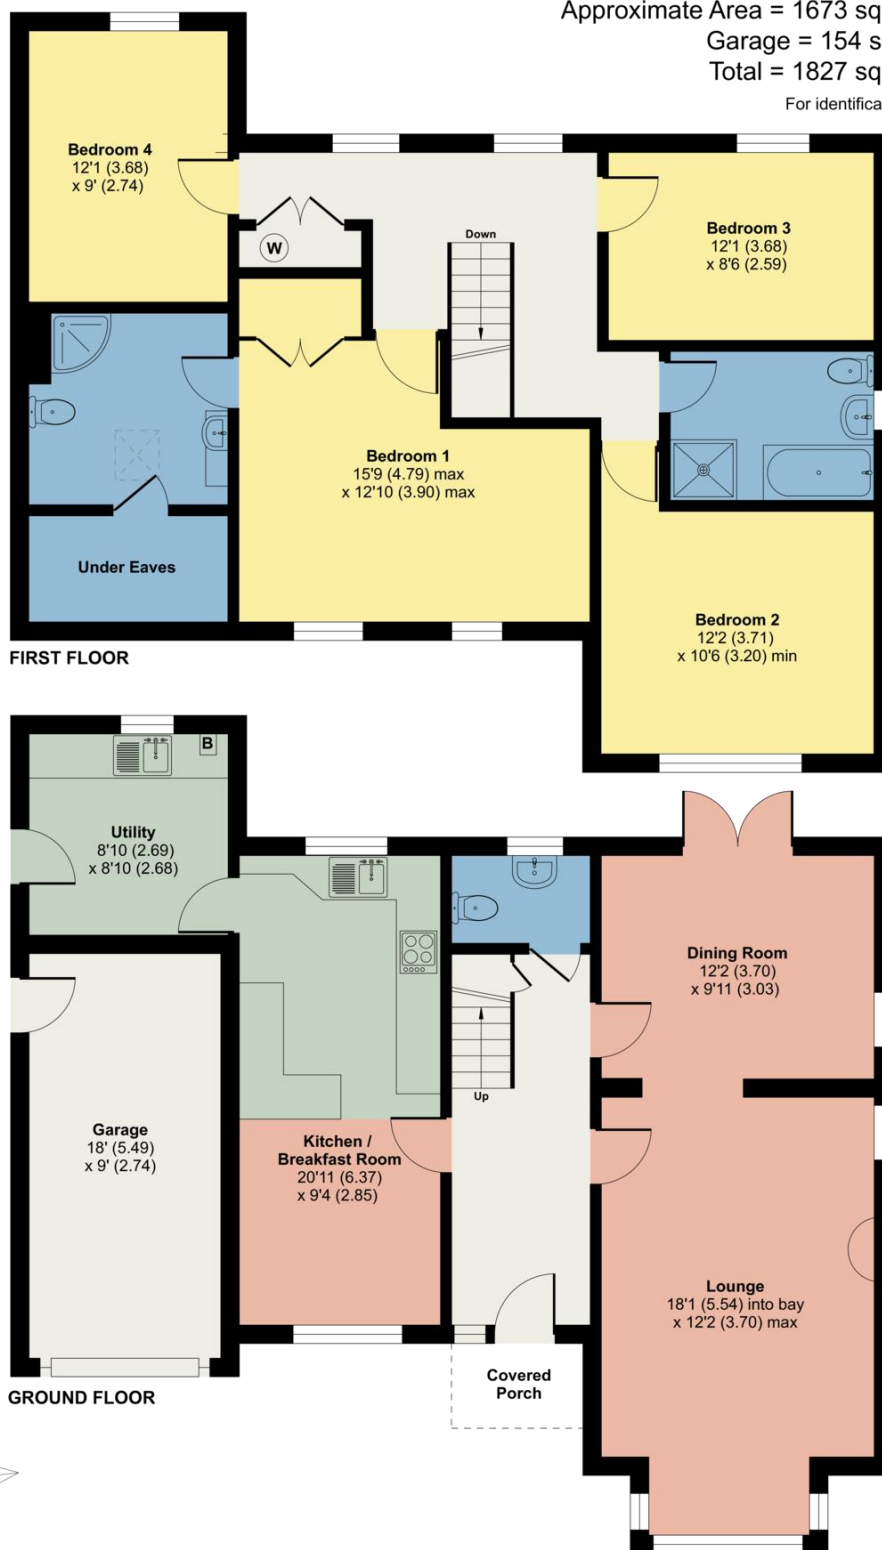 Approximate Area = 1673 sq
Garage = 154 s
Total = 1827 sq
For identifica
Bedroom 4
12'1 (3.68)
x 9' (2.74)
Bedroom 3
12'1 (3.68)
x 8'6 (2.59)
Down
W
Bedroom 1
15'9 (4.79) max
x 12'10 (3.90) max
Under Eaves
Bedroom 2
12'2 (3.71)
x 10'6 (3.20) min
FIRST FLOOR
B
Utility
8'10 (2.69)
x 8'10 (2.68)
Dining Room
12'2 (3.70)
x 9'11 (3.03)
Up
Garage
18' (5.49)
x 9' (2.74)
Kitchen /
Breakfast Room
20'11 (6.37)
x 9'4 (2.85)
Lounge
18'1 (5.54) into bay
x 12'2 (3.70) max
Covered
Porch
GROUND FLOOR